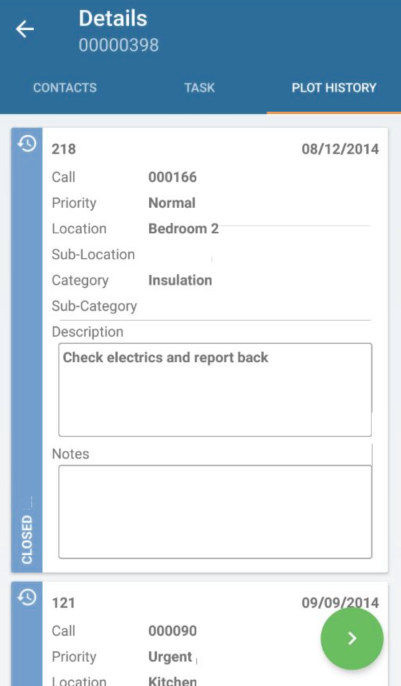 Details
00000398
CONTACTS TASK PLOT HISTORY
218 08/12/2014
Call 000166
Priority Normal
Location Bedroom 2
Sub-Location
Category Insulation
Sub-Category
Description
Check electrics and report back
Notes
CLOSED
121 09/09/2014
Call 000090
Priority Urgent
Location Kitchen